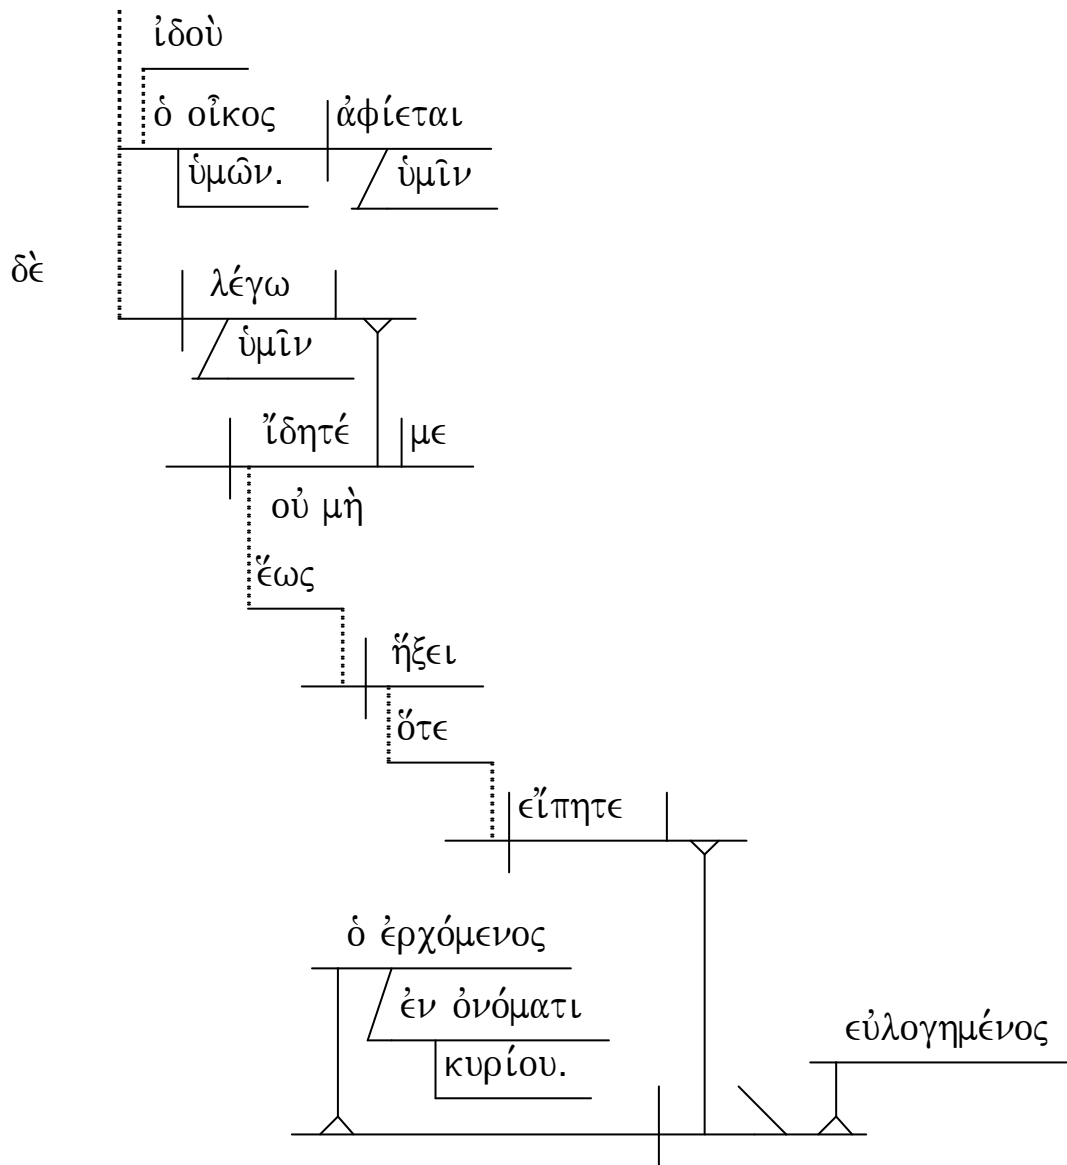 ἰδοὺ
ὁ οἶκος ἀφίεται
ὑμῶν. ὑμῖν
δὲ
λέγω
ὑμῖν
ἴδητέ με
οὐ μὴ
ἕως
ἥξει
ὅτε
εἴπητε
ὁ ἐρχόμενος
ἐν ὀνόματι
εὐλογημένος
κυρίου.